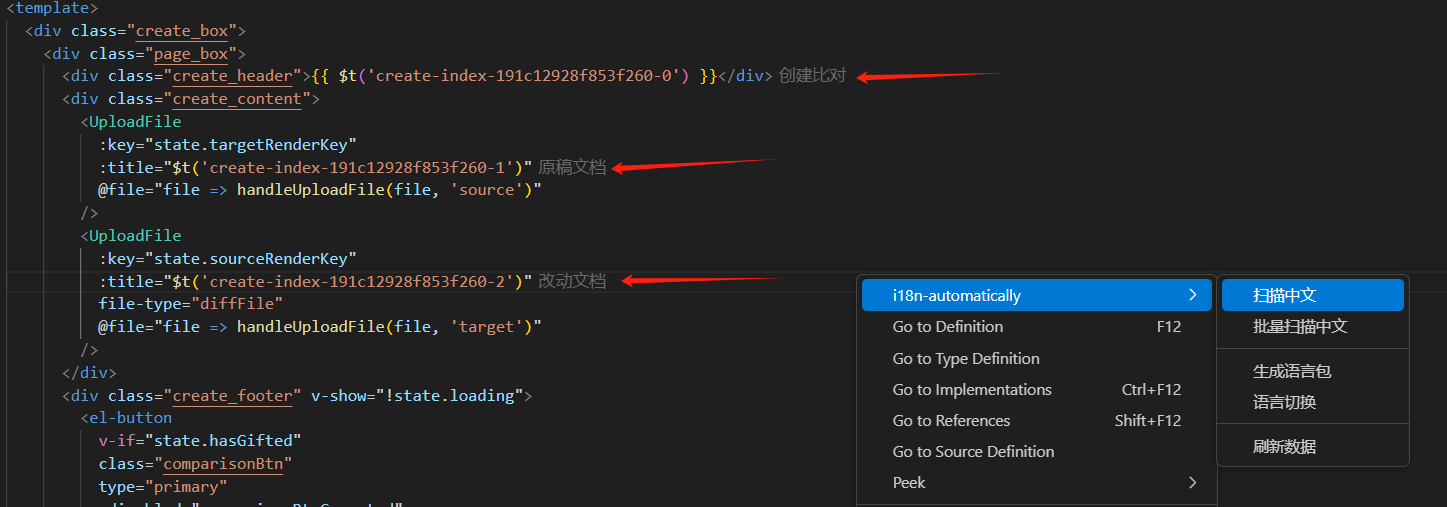 <template>
<div class="create_box">
<div class="page_box">
<div class="create_header">{{ $t('create-index-191c12928f853f260-0') }}</div> 创建比对
<div class="create_content">
<UploadFile
:key="state.targetRenderKey"
:title="$t('create-index-191c12928f853f260-1')" 原稿文档
@file="file => handleUploadFile(file, 'source')"
/>
<UploadFile
:key="state.sourceRenderKey"
:title="$t('create-index-191c12928f853f260-2')" 改动文档
file-type="diffFile"
@file="file => handleUploadFile(file, 'target')"
/>
</div>
<div class="create_footer" v-show="!state.loading">
<el-button
v-if="state.hasGifted"
class="comparisonBtn"
type="primary"
i18n-automatically
Go to Definition F12
Go to Type Definition
Go to Implementations Ctrl+F12
Go to References Shift+F12
Go to Source Definition
Peek
扫描中文
批量扫描中文
生成语言包
语言切换
刷新数据